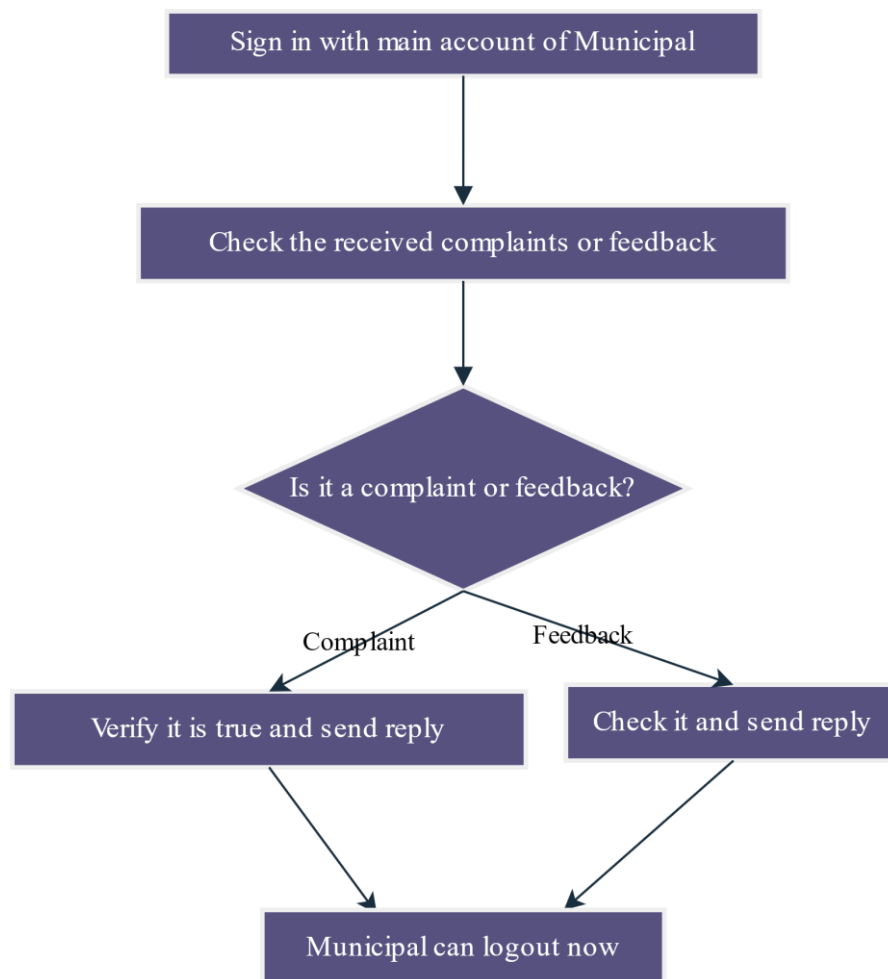 Sign in with main account of Municipal
Check the received complaints or feedback
Is it a complaint or feedback?
Complaint
Feedback
Verify it is true and send reply
Check it and send reply
Municipal can logout now